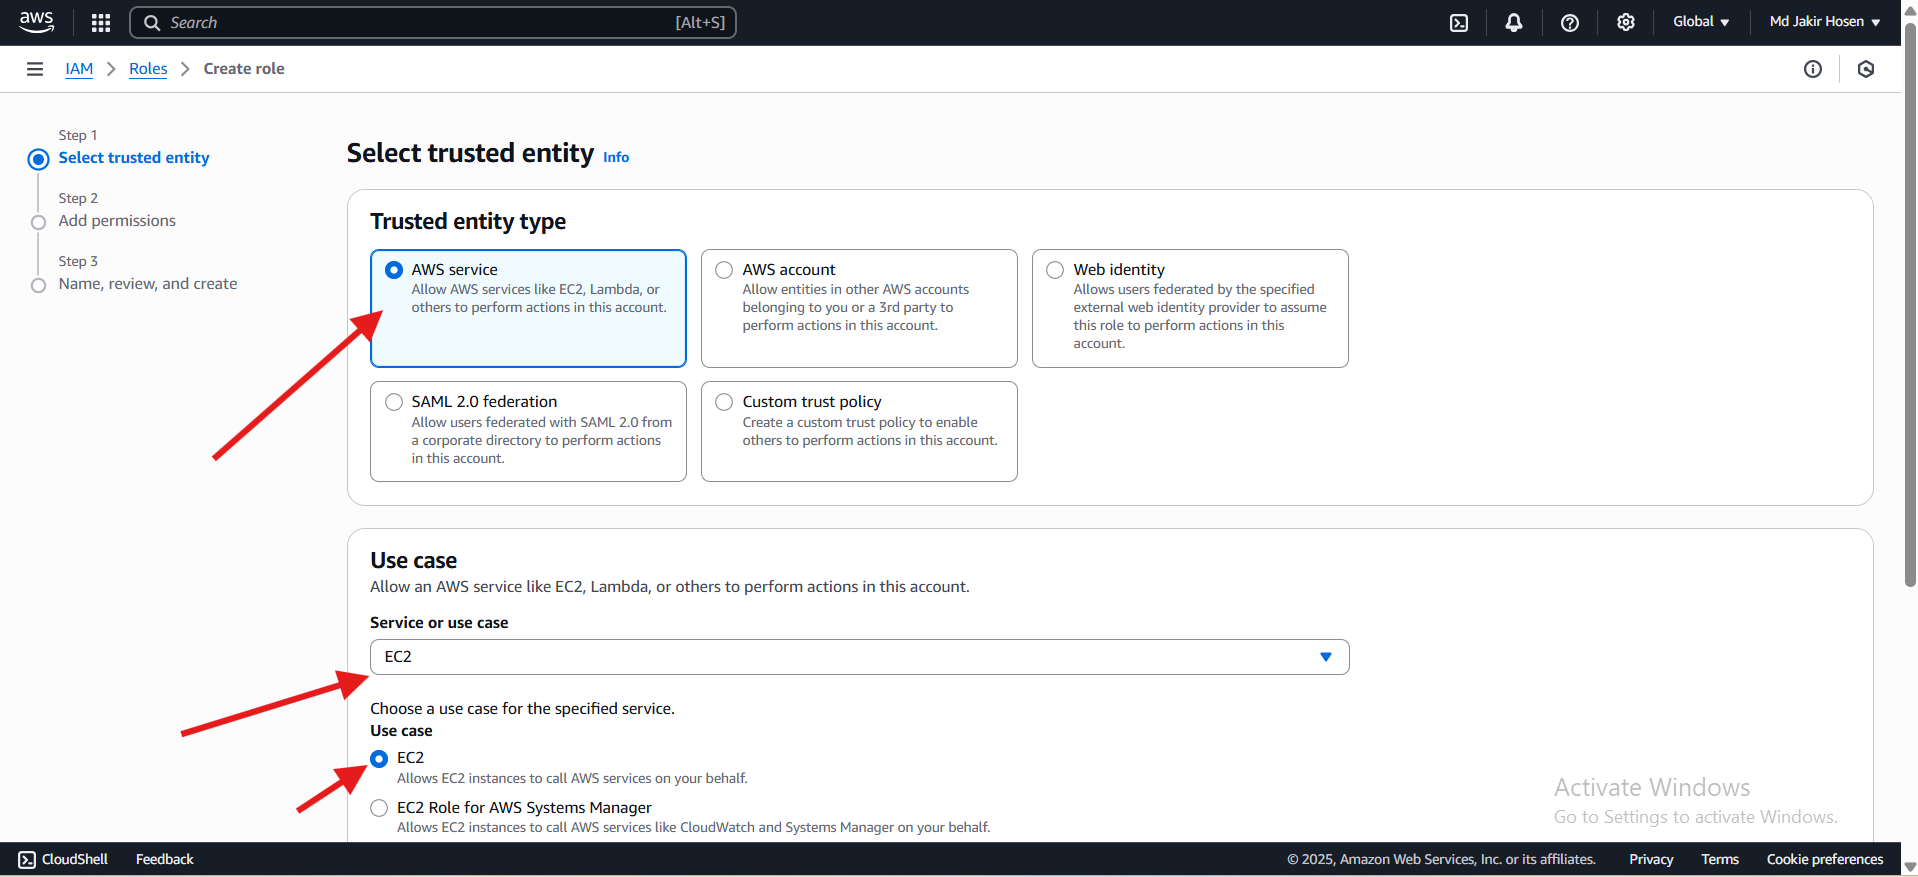 aws
Search
[Alt+S]
Global
Md Jakir Hosen
IAM
Roles
Create role
Step 1
Select trusted entity
Step 2
Add permissions
Step 3
Name, review, and create
Select trusted entity Info
Trusted entity type
AWS service
Allow AWS services like EC2, Lambda, or
others to perform actions in this account.
AWS account
Allow entities in other AWS accounts
belonging to you or a 3rd party to
perform actions in this account.
Web identity
Allows users federated by the specified
external web identity provider to assume
this role to perform actions in this
account.
SAML 2.0 federation
Allow users federated with SAML 2.0 from
a corporate directory to perform actions
in this account.
Custom trust policy
Create a custom trust policy to enable
others to perform actions in this account.
Use case
Allow an AWS service like EC2, Lambda, or others to perform actions in this account.
Service or use case
EC2
Choose a use case for the specified service.
Use case
EC2
Allows EC2 instances to call AWS services on your behalf.
EC2 Role for AWS Systems Manager
Allows EC2 instances to call AWS services like CloudWatch and Systems Manager on your behalf.
Activate Windows
Go to Settings to activate Windows.
CloudShell
Feedback
© 2025, Amazon Web Services, Inc. or its affiliates.
Privacy
Terms
Cookie preferences